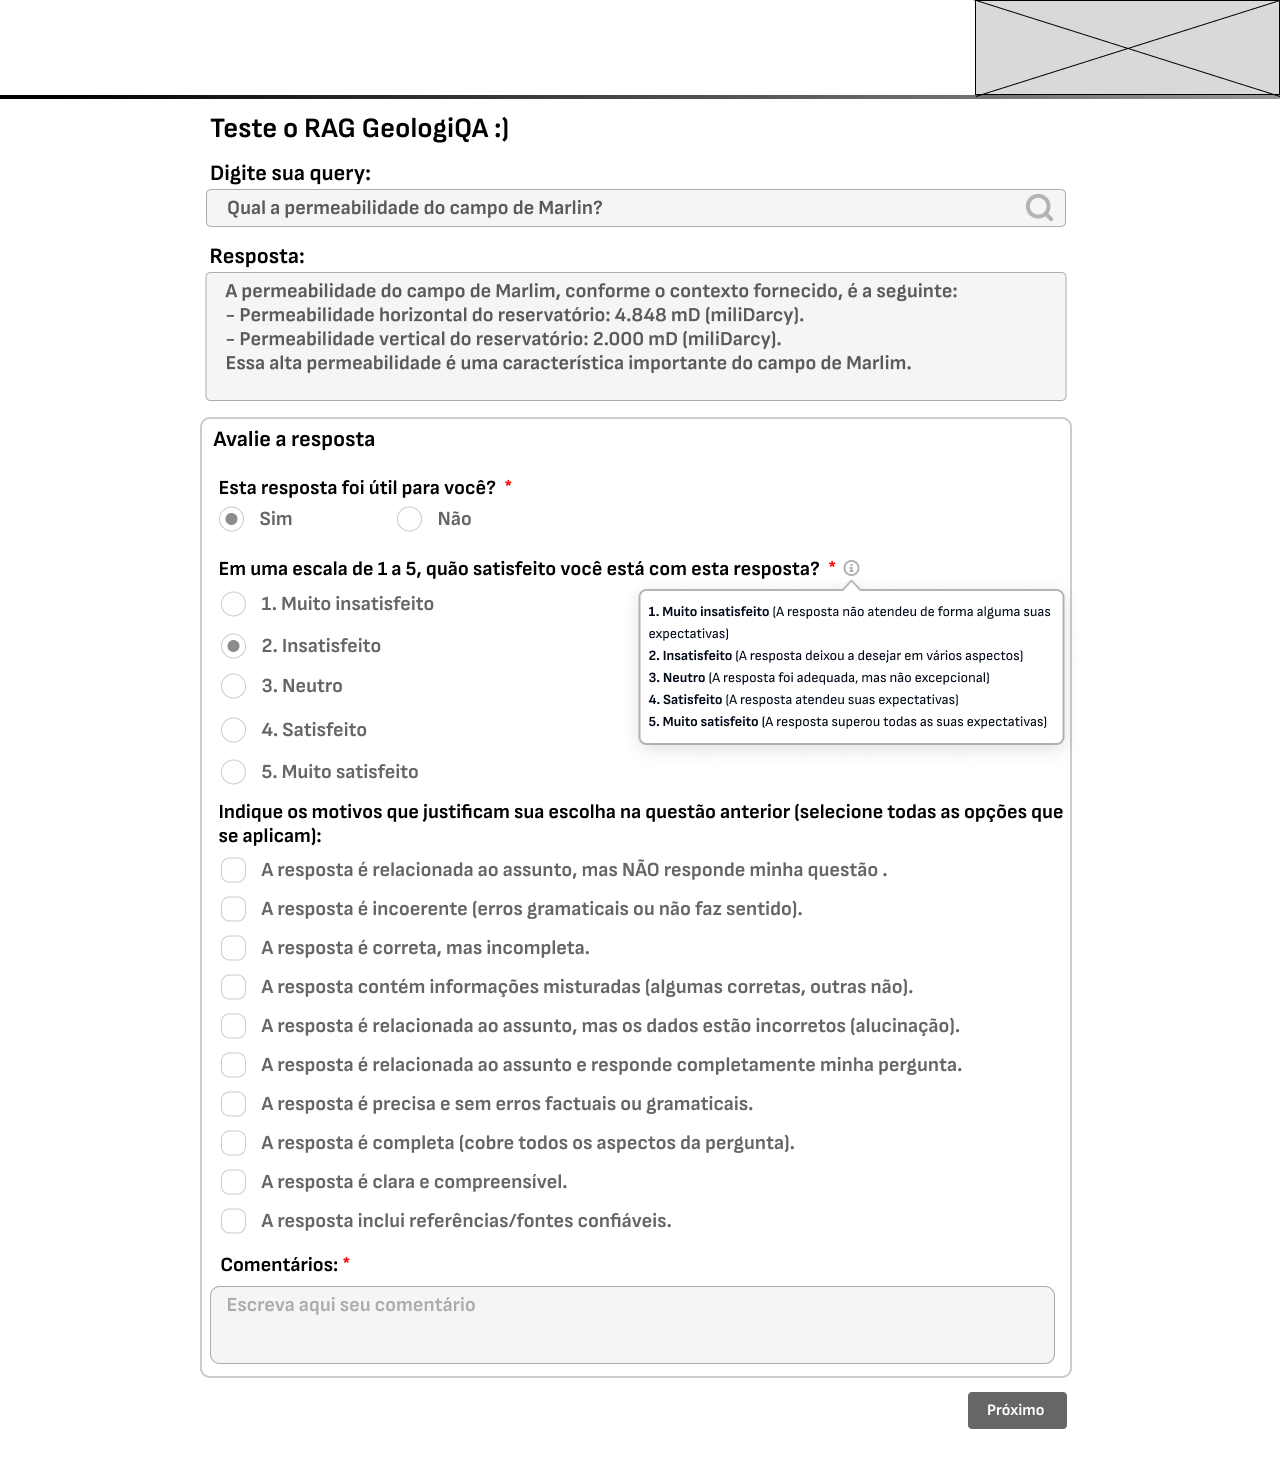 Teste o RAG GeologiQA :)
Digite sua query:
Qual a permeabilidade do campo de Marlin?
Resposta:
A permeabilidade do campo de Marlim, conforme o contexto fornecido, é a seguinte:
- Permeabilidade horizontal do reservatório: 4.848 mD (miliDarcy).
- Permeabilidade vertical do reservatório: 2.000 mD (miliDarcy).
Essa alta permeabilidade é uma característica importante do campo de Marlim.
Avalie a resposta
Esta resposta foi útil para você? *
Sim Não
Em uma escala de 1 a 5, quão satisfeito você está com esta resposta? *
1. Muito insatisfeito
2. Insatisfeito
3. Neutro
4. Satisfeito
5. Muito satisfeito
1. Muito insatisfeito (A resposta não atendeu de forma alguma suas
expectativas)
2. Insatisfeito (A resposta deixou a desejar em vários aspectos)
3. Neutro (A resposta foi adequada, mas não excepcional)
4. Satisfeito (A resposta atendeu suas expectativas)
5. Muito satisfeito (A resposta superou todas as suas expectativas)
Indique os motivos que justificam sua escolha na questão anterior (selecione todas as opções que
se aplicam):
A resposta é relacionada ao assunto, mas NÃO responde minha questão .
A resposta é incoerente (erros gramaticais ou não faz sentido).
A resposta é correta, mas incompleta.
A resposta contém informações misturadas (algumas corretas, outras não).
A resposta é relacionada ao assunto, mas os dados estão incorretos (alucinação).
A resposta é relacionada ao assunto e responde completamente minha pergunta.
A resposta é precisa e sem erros factuais ou gramaticais.
A resposta é completa (cobre todos os aspectos da pergunta).
A resposta é clara e compreensível.
A resposta inclui referências/fontes confiáveis.
Comentários: *
Escreva aqui seu comentário
Próximo